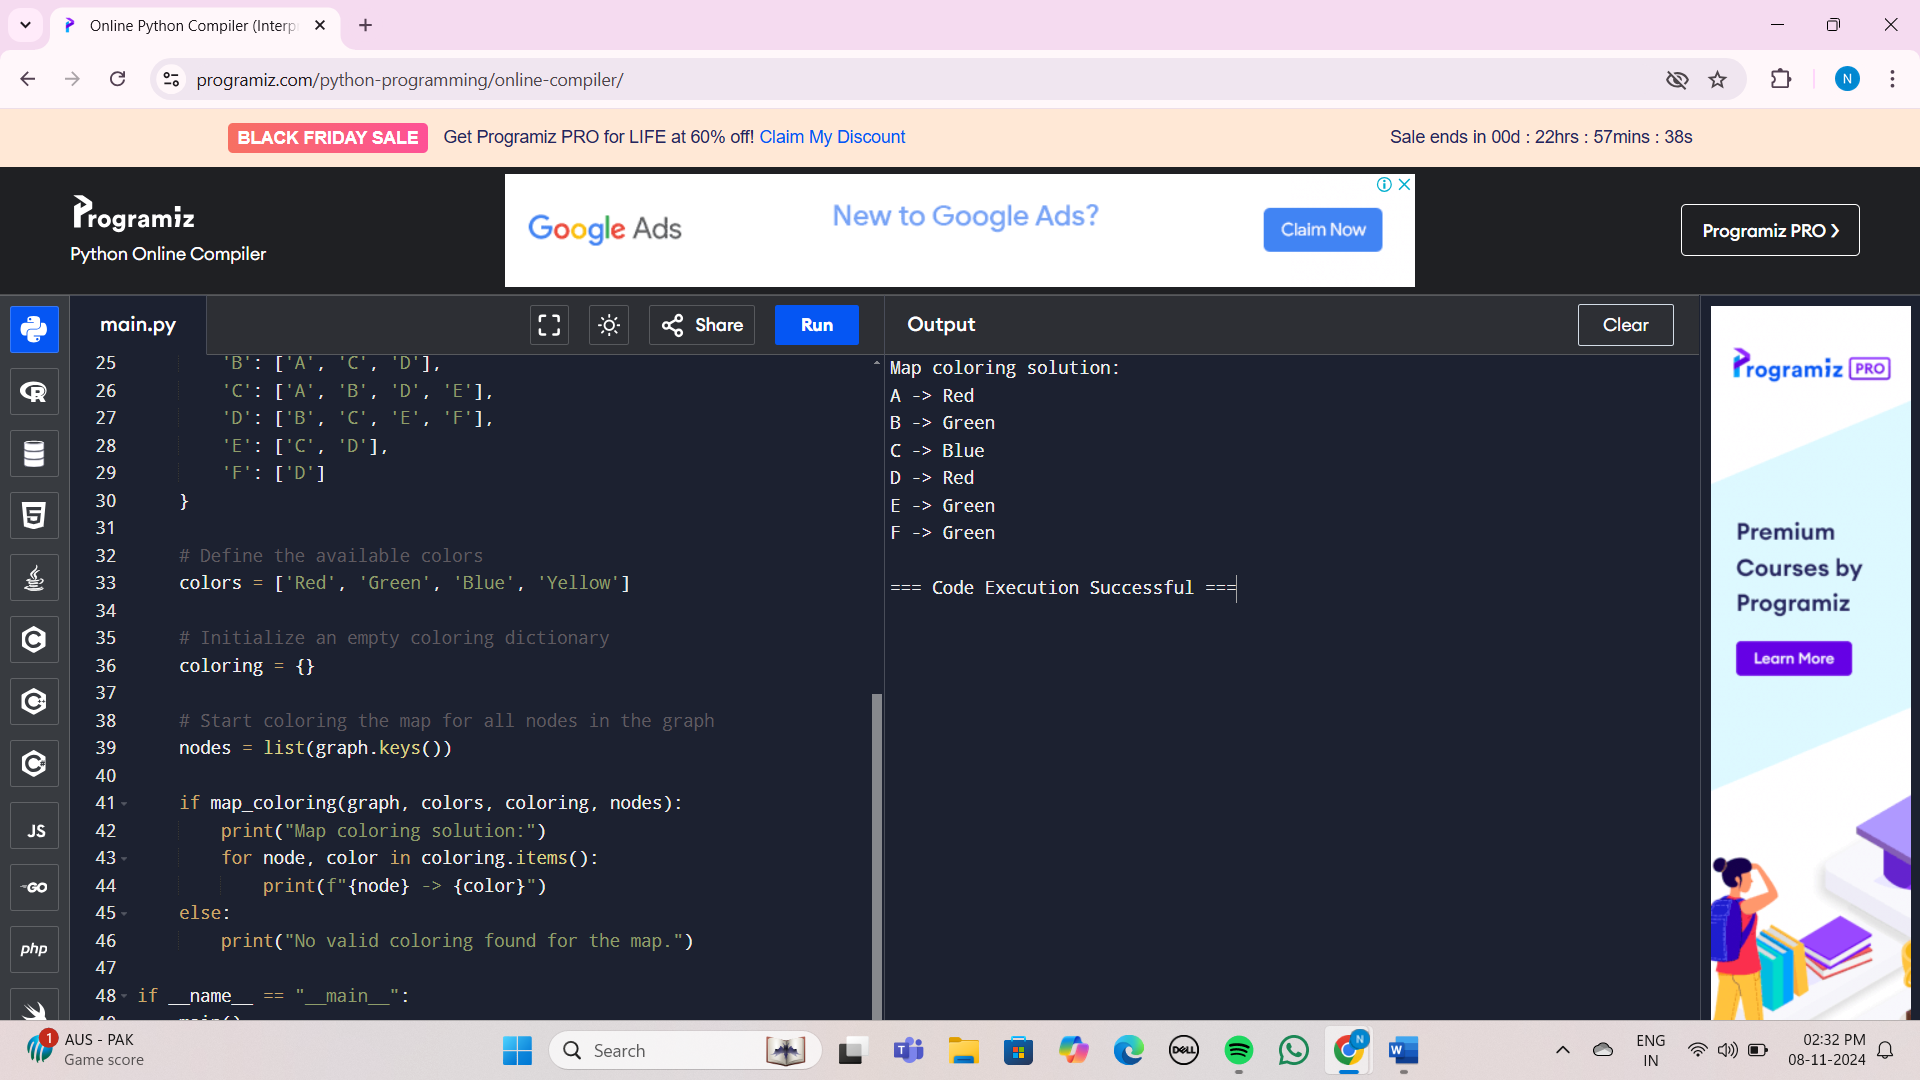 Online Python Compiler (Interp
programiz.com/python-programming/online-compiler/
N
BLACK FRIDAY SALE Get Programiz PRO for LIFE at 60% off! Claim My Discount Sale ends in 00d : 22hrs : 57mins : 38s
Programiz
Python Online Compiler
Google Ads
New to Google Ads?
Claim Now
Programiz PRO
main.py
Share
Run
Output
Clear
25 'B': ['A', 'C', 'D'],
26 'C': ['A', 'B', 'D', 'E'],
27 'D': ['B', 'C', 'E', 'F'],
28 'E': ['C', 'D'],
29 'F': ['D']
30 }
31
32 # Define the available colors
33 colors = ['Red', 'Green', 'Blue', 'Yellow']
34
35 # Initialize an empty coloring dictionary
36 coloring = {}
37
38 # Start coloring the map for all nodes in the graph
39 nodes = list(graph.keys())
40
41 if map_coloring(graph, colors, coloring, nodes):
42 print("Map coloring solution:")
43 for node, color in coloring.items():
44 print(f"{node} -> {color}")
45 else:
46 print("No valid coloring found for the map.")
47
48 if __name__ == "__main__":
Map coloring solution:
A -> Red
B -> Green
C -> Blue
D -> Red
E -> Green
F -> Green
=== Code Execution Successful ===
Programiz PRO
Premium
Courses by
Programiz
Learn More
JS
GO
php
1
AUS - PAK
Game score
Search
DELL
N
W
ENG
IN
02:32 PM
08-11-2024